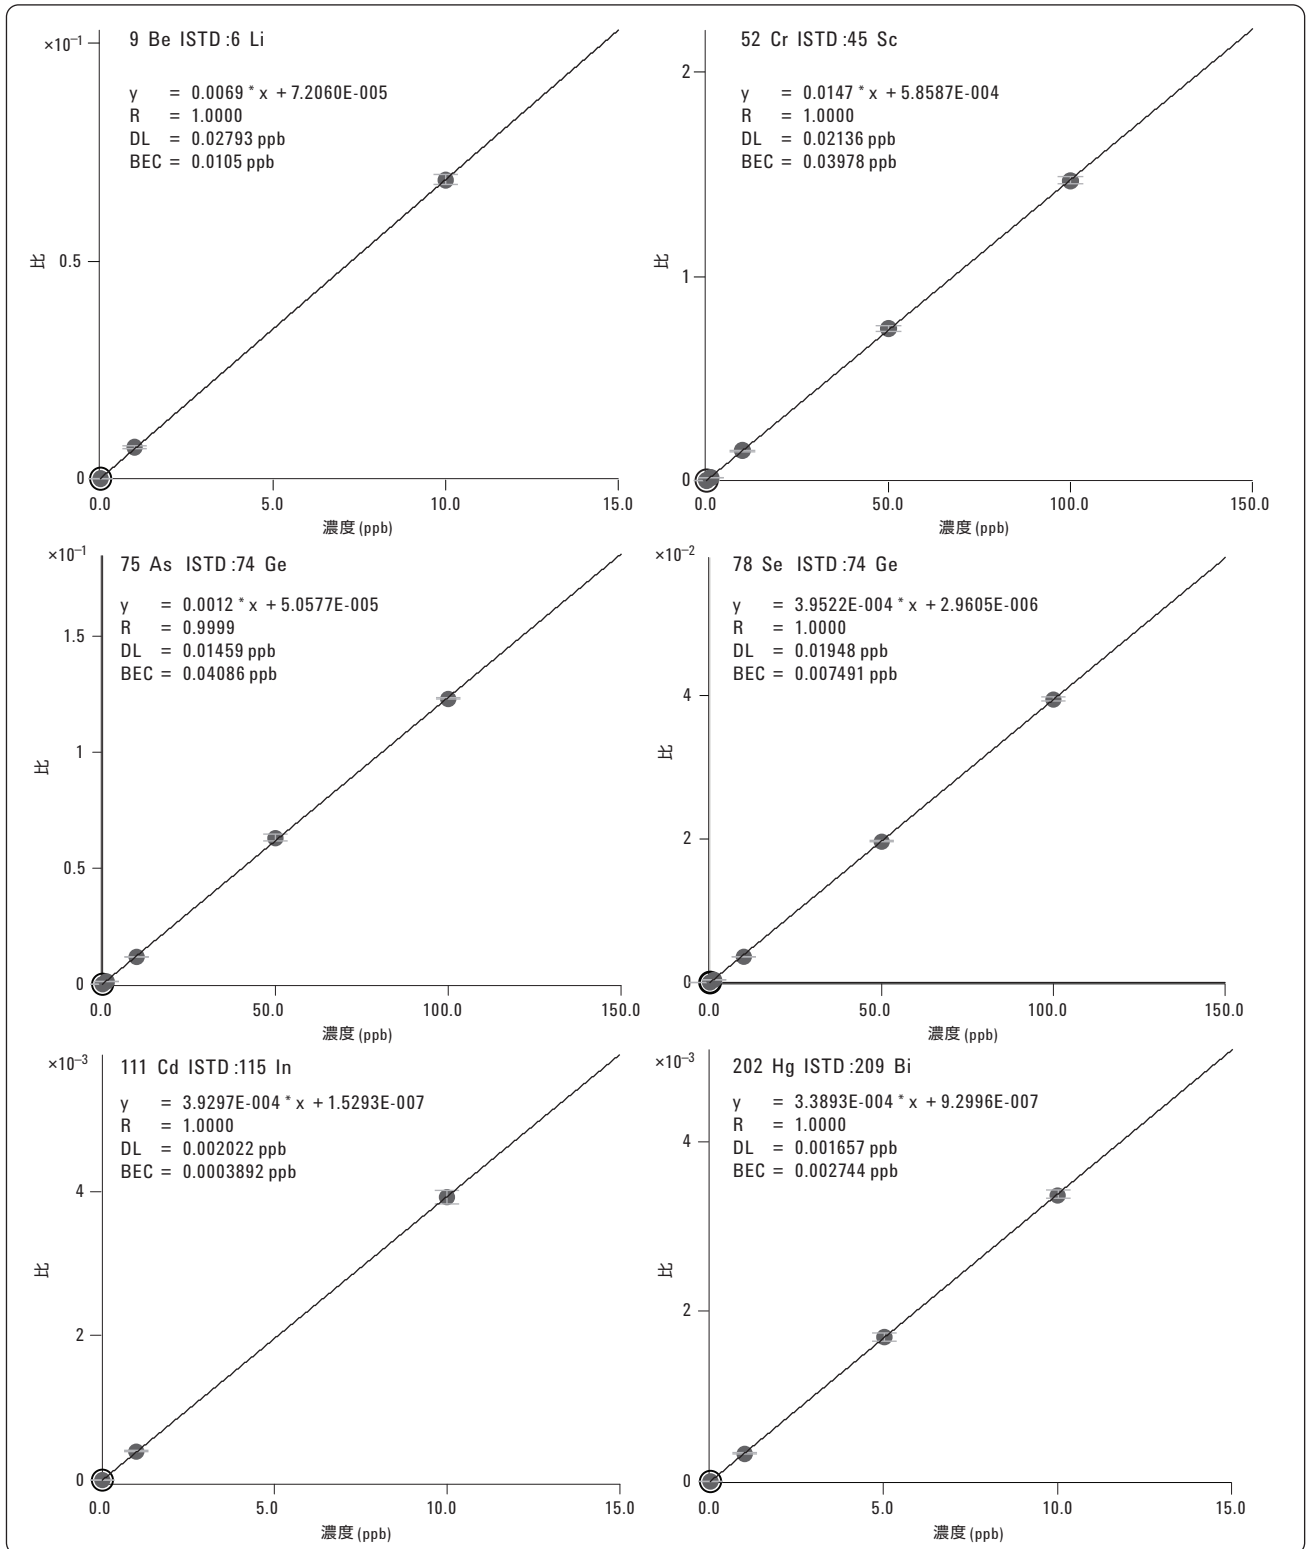 ×10–1
9 Be ISTD :6 Li
y = 0.0069 * x + 7.2060E-005
R = 1.0000
DL = 0.02793 ppb
BEC = 0.0105 ppb
比
0.5
0
0.0
5.0
10.0
15.0
濃度 (ppb)
52 Cr ISTD :45 Sc
y = 0.0147 * x + 5.8587E-004
R = 1.0000
DL = 0.02136 ppb
BEC = 0.03978 ppb
2
比
1
0
0.0
50.0
100.0
150.0
濃度 (ppb)
×10–1
75 As ISTD :74 Ge
y = 0.0012 * x + 5.0577E-005
R = 0.9999
DL = 0.01459 ppb
BEC = 0.04086 ppb
1.5
1
比
0.5
0
0.0
50.0
100.0
150.0
濃度 (ppb)
×10–2
78 Se ISTD :74 Ge
y = 3.9522E-004 * x + 2.9605E-006
R = 1.0000
DL = 0.01948 ppb
BEC = 0.007491 ppb
4
比
2
0
0.0
50.0
100.0
150.0
濃度 (ppb)
×10–3
111 Cd ISTD :115 In
y = 3.9297E-004 * x + 1.5293E-007
R = 1.0000
DL = 0.002022 ppb
BEC = 0.0003892 ppb
4
比
2
0
0.0
5.0
10.0
15.0
濃度 (ppb)
×10–3
202 Hg ISTD :209 Bi
y = 3.3893E-004 * x + 9.2996E-007
R = 1.0000
DL = 0.001657 ppb
BEC = 0.002744 ppb
4
比
2
0
0.0
5.0
10.0
15.0
濃度 (ppb)